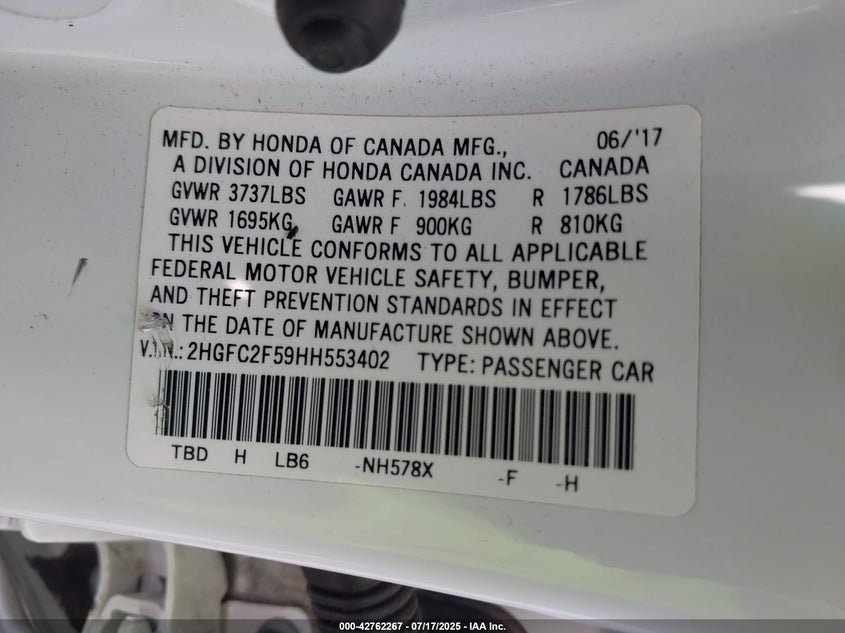 MFD. BY HONDA OF CANADA MFG., 06/'17
A DIVISION OF HONDA CANADA INC. CANADA
GVWR 3737LBS GAWR F. 1984LBS R 1786LBS
GVWR 1695KG GAWR F 900KG R 810KG
THIS VEHICLE CONFORMS TO ALL APPLICABLE
FEDERAL MOTOR VEHICLE SAFETY, BUMPER,
AND THEFT PREVENTION STANDARDS IN EFFECT
ON THE DATE OF MANUFACTURE SHOWN ABOVE.
V.I.N.: 2HGFC2F59HH553402 TYPE: PASSENGER CAR
TBD H LB6 -NH578X -F -H
000-42762267 - 07/17/2025 - IAA Inc.